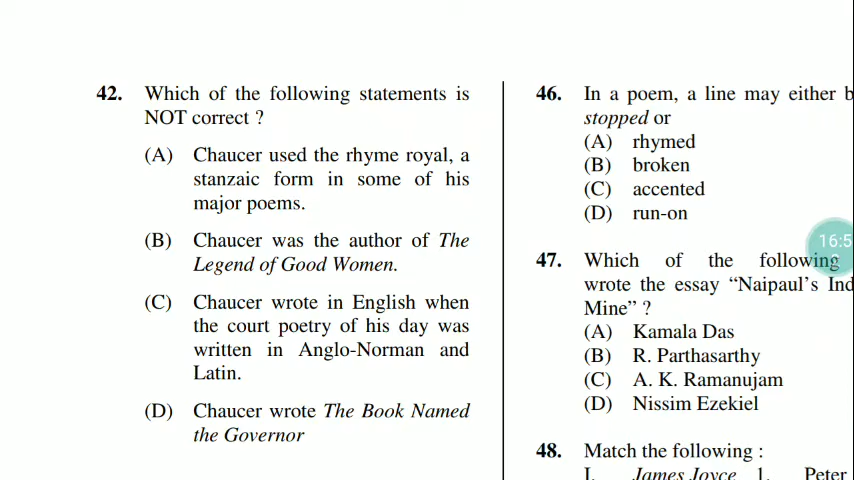 42. Which of the following statements is
NOT correct ?
(A) Chaucer used the rhyme royal, a
stanzaic form in some of his
major poems.
(B) Chaucer was the author of The
Legend of Good Women.
(C) Chaucer wrote in English when
the court poetry of his day was
written in Anglo-Norman and
Latin.
(D) Chaucer wrote The Book Named
the Governor
46. In a poem, a line may either b
stopped or
(A) rhymed
(B) broken
(C) accented
(D) run-on
47. Which of the following
wrote the essay “Naipaul’s Ind
Mine” ?
(A) Kamala Das
(B) R. Parthasarthy
(C) A. K. Ramanujam
(D) Nissim Ezekiel
48. Match the following :
I. James Joyce 1. Peter
16:5